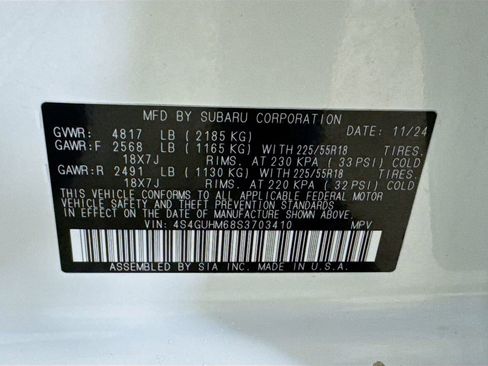 MFD BY SUBARU CORPORATION
GVWR: 4817 LB ( 2185 KG) DATE: 11/24
GAWR:F 2568 LB ( 1165 KG) WITH 225/55R18 TIRES.
18X7J RIMS. AT 230 KPA ( 33 PSI) COLD
GAWR:R 2491 LB ( 1130 KG) WITH 225/55R18 TIRES.
18X7J RIMS. AT 220 KPA ( 32 PSI) COLD
THIS VEHICLE CONFORMS TO ALL APPLICABLE FEDERAL MOTOR
VEHICLE SAFETY AND THEFT PREVENTION STANDARDS IN EFFECT
ON THE DATE OF MANUFACTURE SHOWN ABOVE.
VIN: 4S4GUHM68S3703410 MPV
ASSEMBLED BY SIA INC. MADE IN U.S.A.